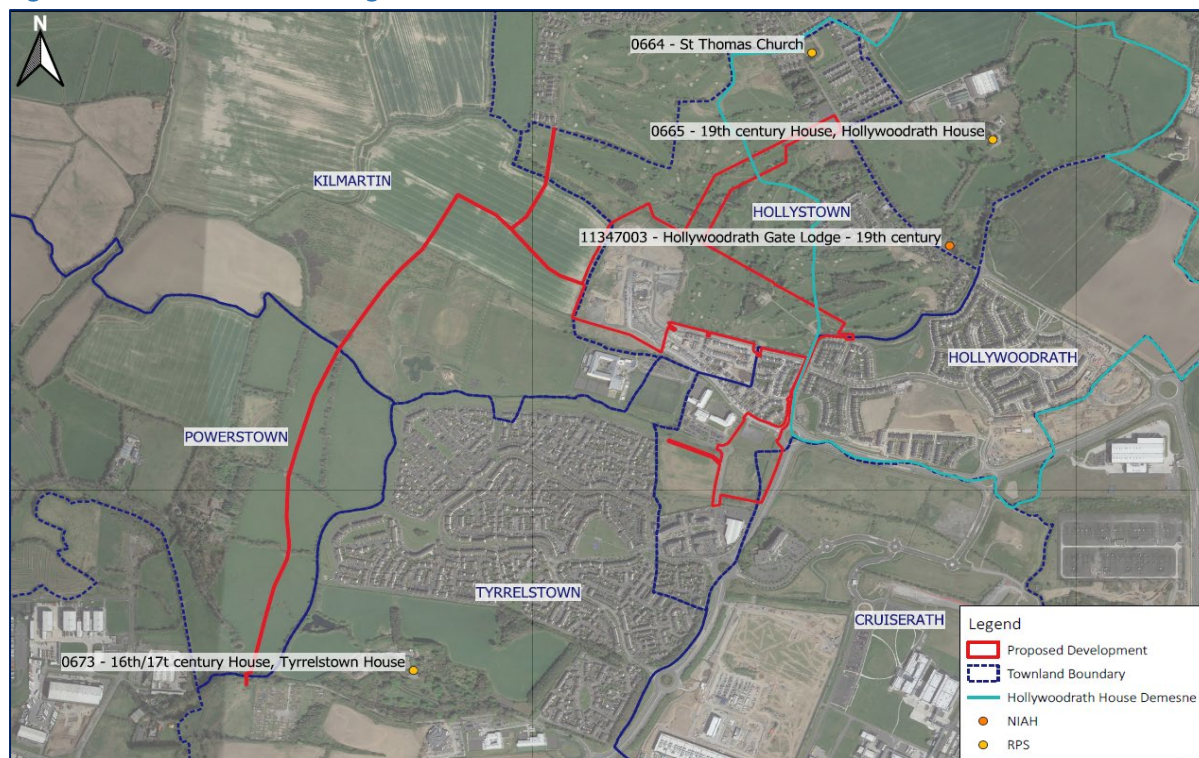 N
0664 - St Thomas Church
0665 - 19th century House, Hollywoodrath House
KILMARTIN
HOLLYSTOWN
11347003 - Hollywoodrath Gate Lodge - 19th century
HOLLYWOODRATH
POWERSTOWN
TYRRELSTOWN
CRUISERATH
0673 - 16th/17t century House, Tyrrelstown House
Legend
Proposed Development
Townland Boundary
Hollywoodrath House Demesne
NIAH
RPS